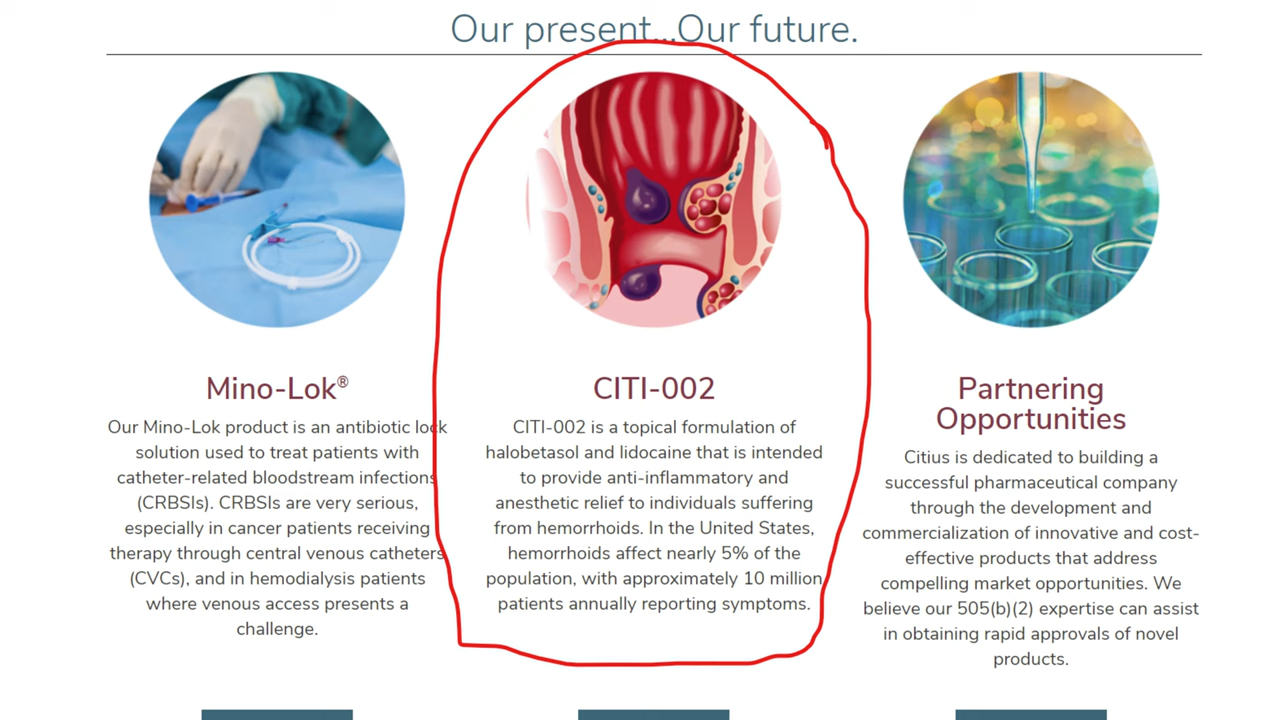 Our present...Our future.
Mino-Lok®
Our Mino-Lok product is an antibiotic lock
solution used to treat patients with
catheter-related bloodstream infections
(CRBSIs). CRBSIs are very serious,
especially in cancer patients receiving
therapy through central venous catheters
(CVCs), and in hemodialysis patients
where venous access presents a
challenge.
CITI-002
CITI-002 is a topical formulation of
halobetasol and lidocaine that is intended
to provide anti-inflammatory and
anesthetic relief to individuals suffering
from hemorrhoids. In the United States,
hemorrhoids affect nearly 5% of the
population, with approximately 10 million
patients annually reporting symptoms.
Partnering
Opportunities
Citius is dedicated to building a
successful pharmaceutical company
through the development and
commercialization of innovative and cost-
effective products that address
compelling market opportunities. We
believe our 505(b)(2) expertise can assist
in obtaining rapid approvals of novel
products.